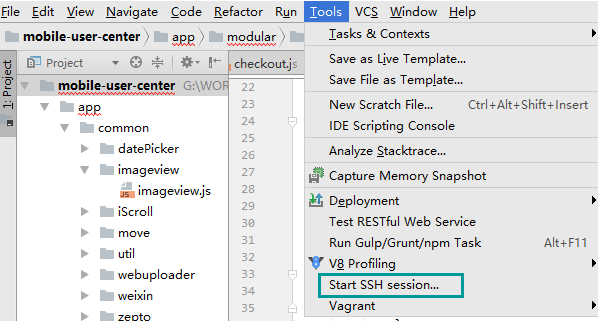 File Edit View Navigate Code Refactor Run Tools VCS Window Help
mobile-user-center app modular
1: Project
Project
mobile-user-center G:\WOR
app
common
datePicker
imageview
imageview.js
iScroll
move
util
webuploader
weixin
zepto
checkout.js
22
23
24
25
26
27
28
29
30
31
32
33
34
35
Tasks & Contexts
Save as Live Template...
Save File as Template...
New Scratch File... Ctrl+Alt+Shift+Insert
IDE Scripting Console
Analyze Stacktrace...
Capture Memory Snapshot
Deployment
Test RESTful Web Service
Run Gulp/Grunt/npm Task Alt+F11
V8 Profiling
Start SSH session...
Vagrant